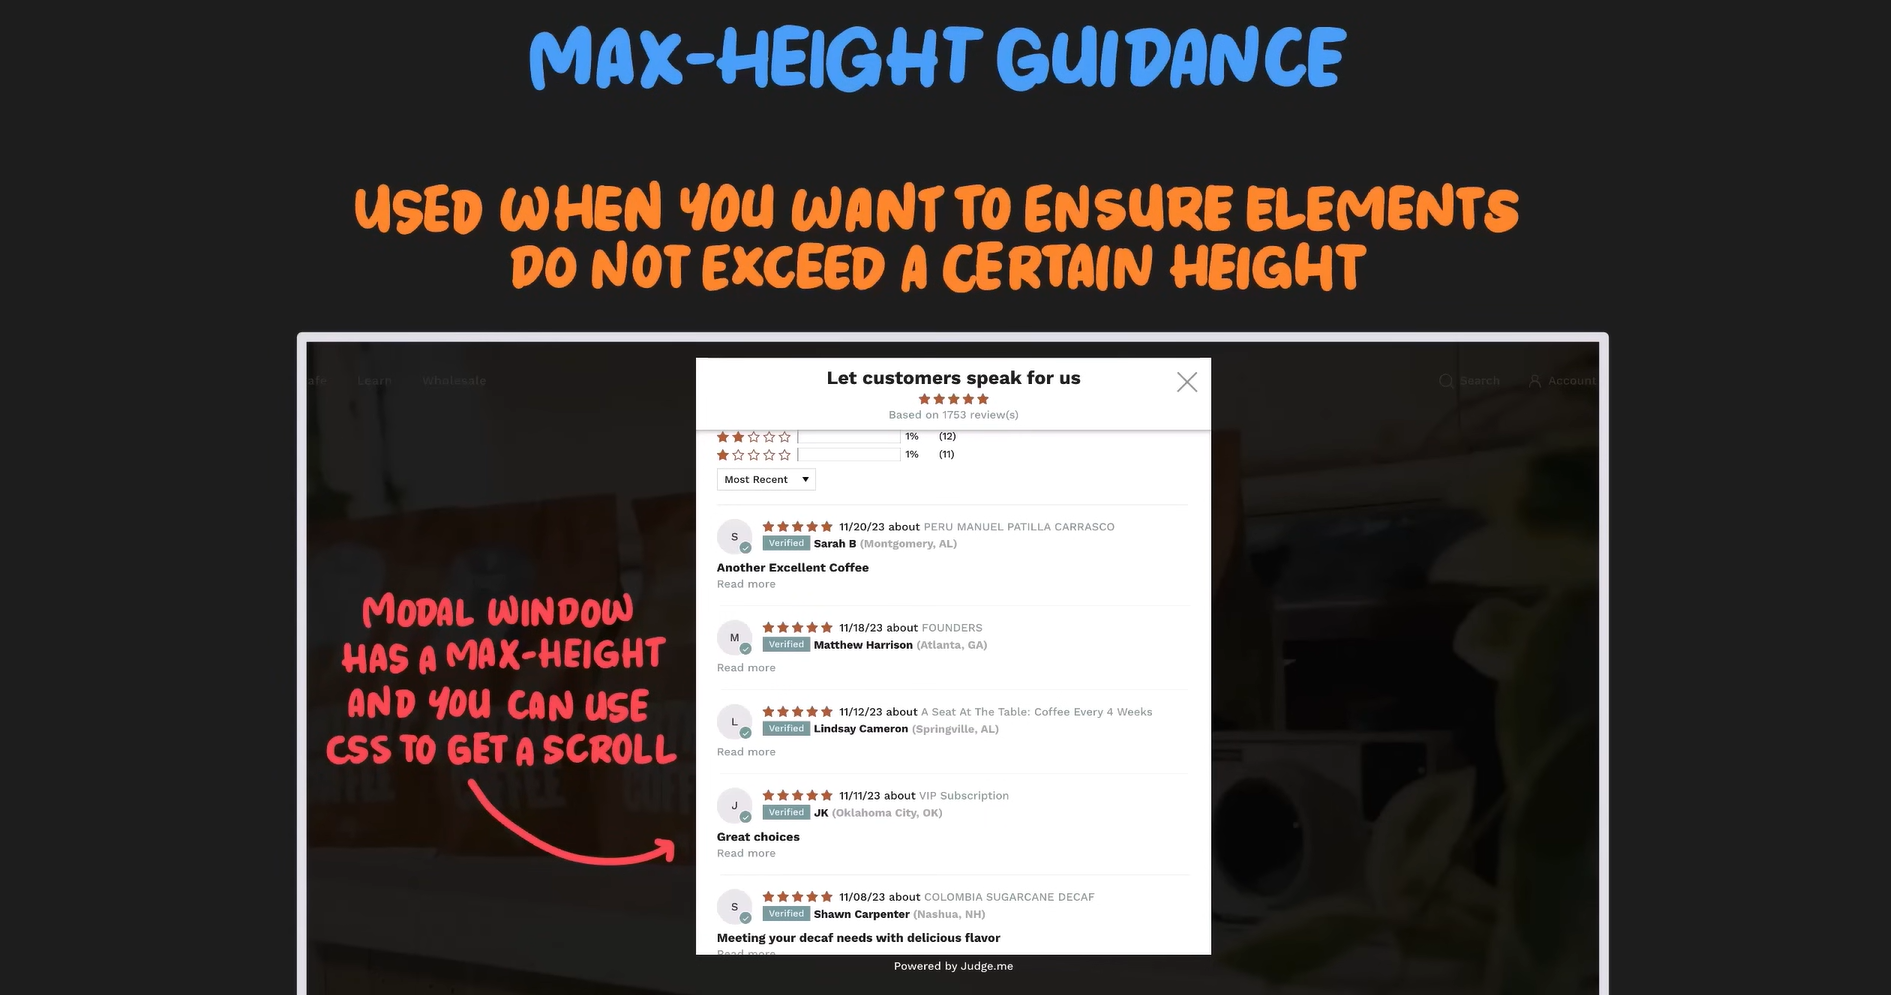 MAX-HEIGHT GUIDANCE
USED WHEN YOU WANT TO ENSURE ELEMENTS
DO NOT EXCEED A CERTAIN HEIGHT
afe Learn Wholesale
Search Account
Let customers speak for us
Based on 1753 review(s)
1% (12)
1% (11)
Most Recent
S
11/20/23 about PERU MANUEL PATILLA CARRASCO
Verified Sarah B (Montgomery, AL)
Another Excellent Coffee
Read more
M
11/18/23 about FOUNDERS
Verified Matthew Harrison (Atlanta, GA)
Read more
L
11/12/23 about A Seat At The Table: Coffee Every 4 Weeks
Verified Lindsay Cameron (Springville, AL)
Read more
J
11/11/23 about VIP Subscription
Verified JK (Oklahoma City, OK)
Great choices
Read more
S
11/08/23 about COLOMBIA SUGARCANE DECAF
Verified Shawn Carpenter (Nashua, NH)
Meeting your decaf needs with delicious flavor
Read more
Powered by Judge.me
MODAL WINDOW
HAS A MAX-HEIGHT
AND YOU CAN USE
CSS TO GET A SCROLL